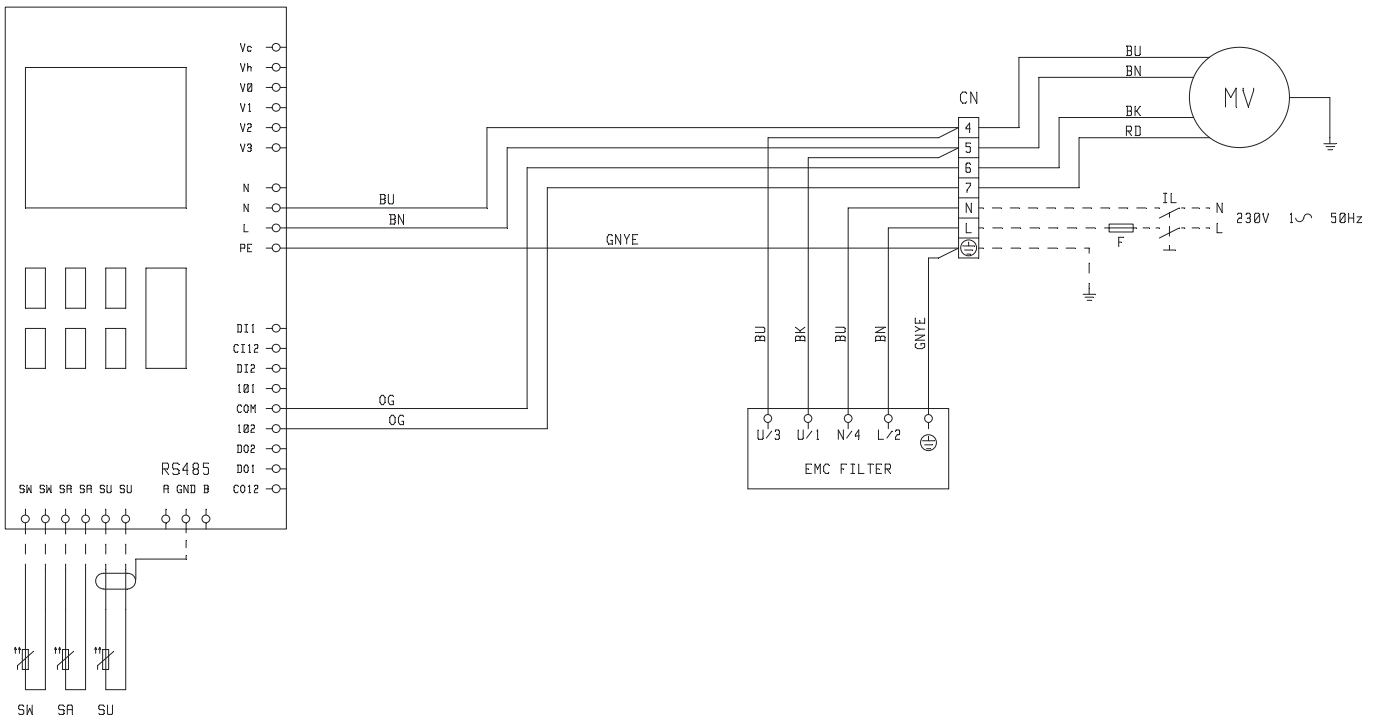 Vc
Vh
V0
V1
V2
V3
N
N
L
PE
DI1
CI12
DI2
101
COM
102
DO2
DO1
CO12
RS485
SW SW SA SA SU SU A GND B
SW SA SU
BU
BN
GNYE
OG
OG
CN
4
5
6
7
N
L
BU
BN
BK
RD
MV
IL
N
L
F
230V 1 50Hz
BU BK BU BN GNYE
U/3 U/1 N/4 L/2
EMC FILTER